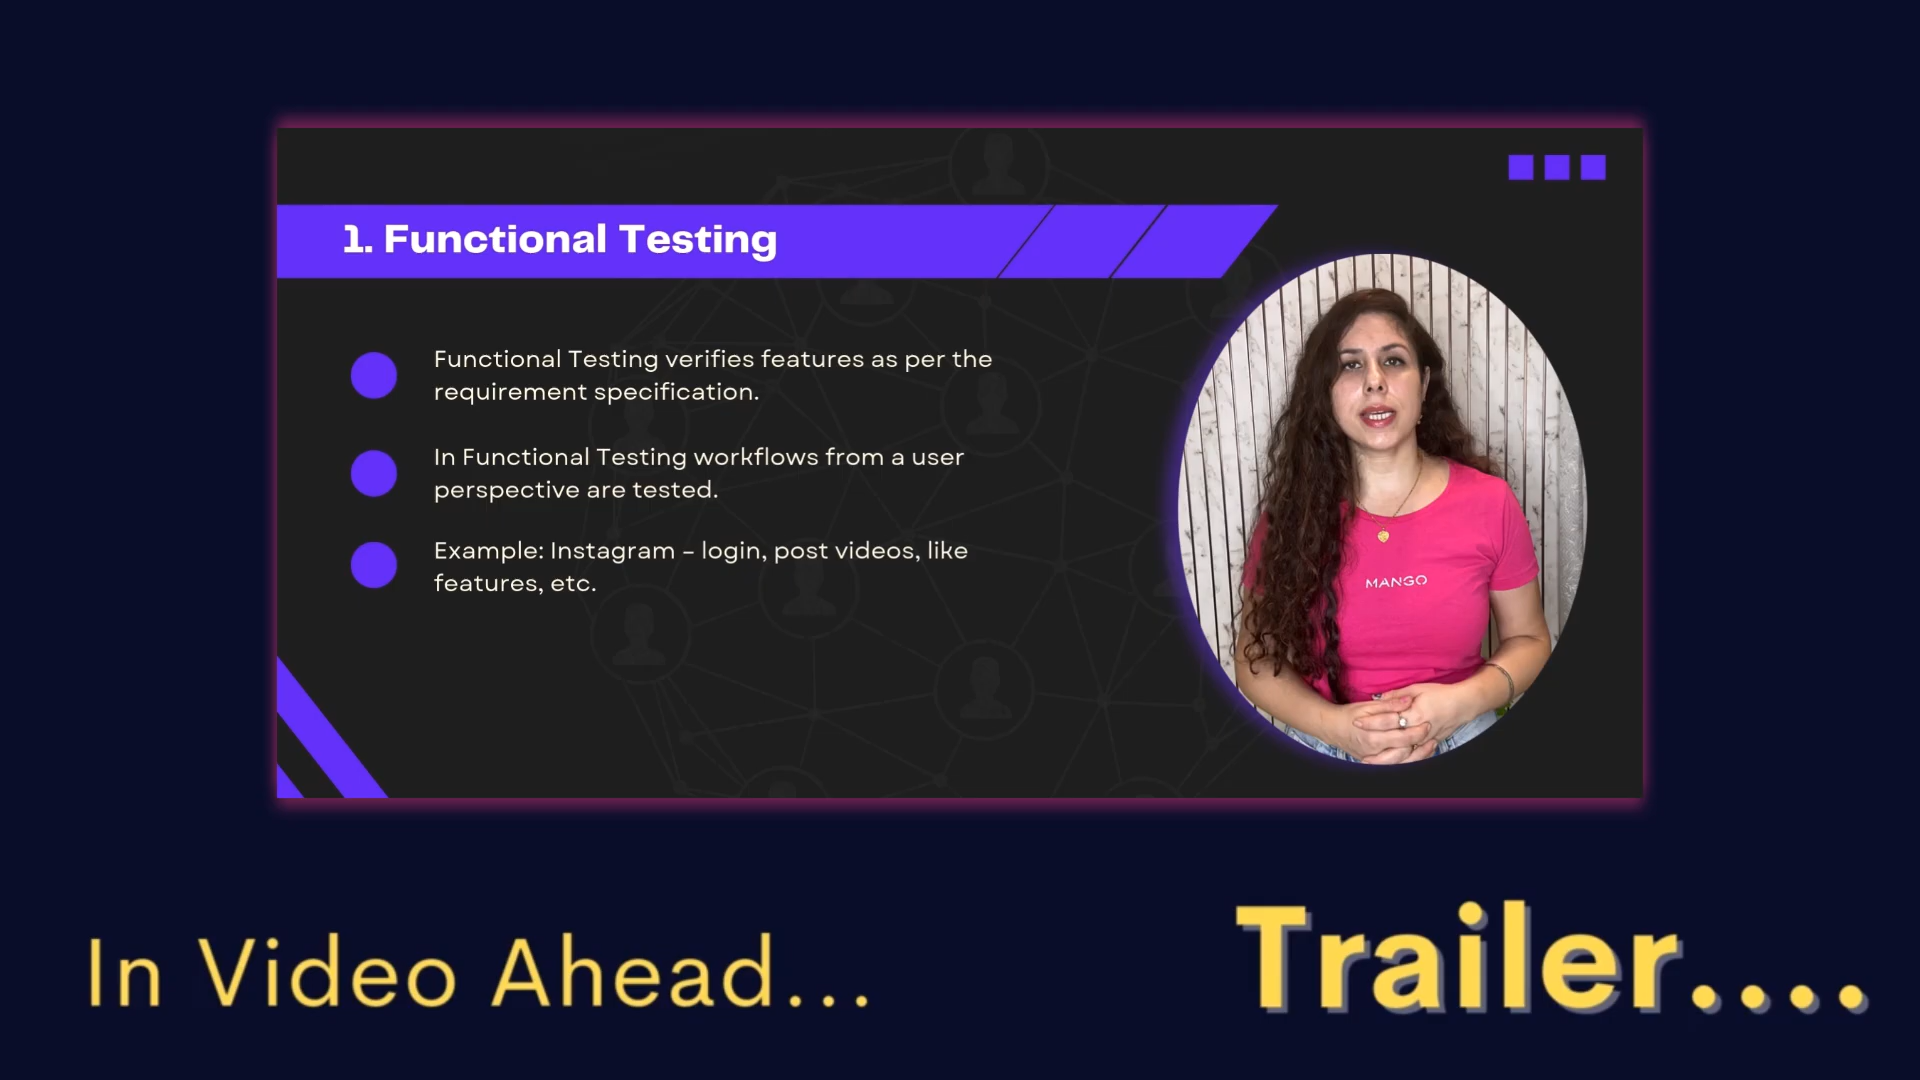 1. Functional Testing
Functional Testing verifies features as per the
requirement specification.
In Functional Testing workflows from a user
perspective are tested.
Example: Instagram – login, post videos, like
features, etc.
MANGO
In Video Ahead...
Trailer....